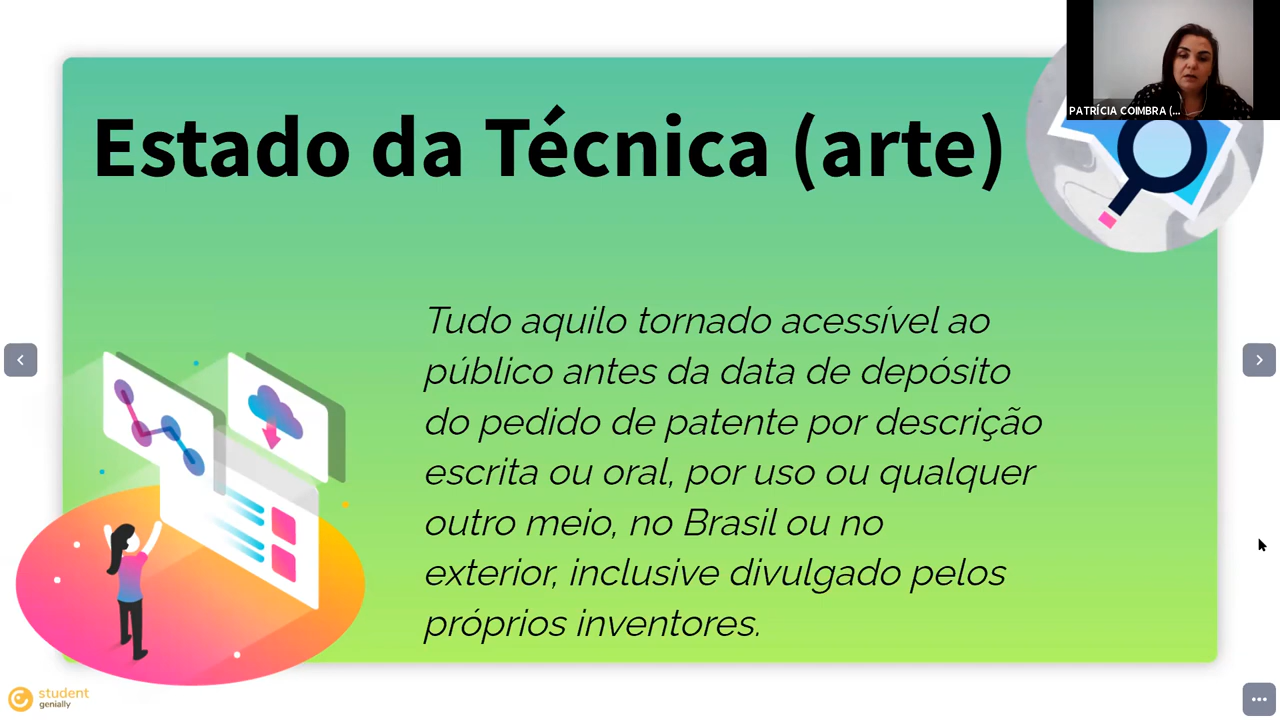 PATRÍCIA COIMBRA (...
Estado da Técnica (arte)
Tudo aquilo tornado acessível ao
público antes da data de depósito
do pedido de patente por descrição
escrita ou oral, por uso ou qualquer
outro meio, no Brasil ou no
exterior, inclusive divulgado pelos
próprios inventores.
student
genially